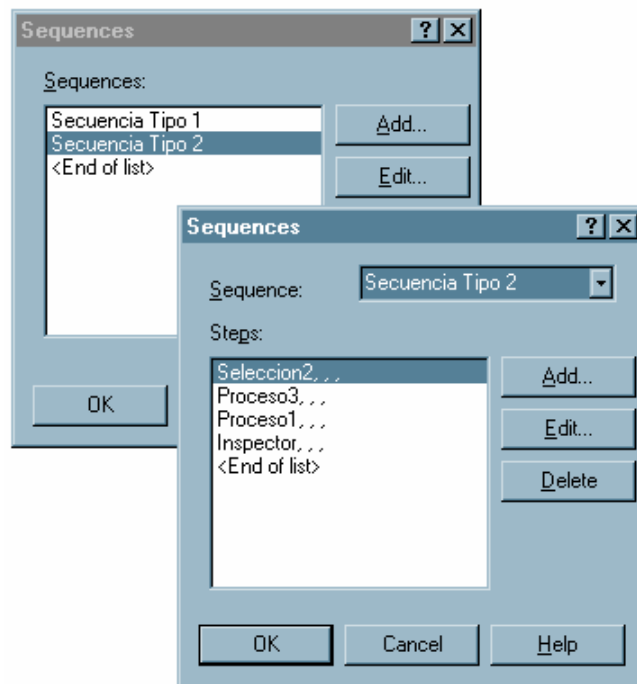 Sequences
Sequences:
Secuencia Tipo 1
Secuencia Tipo 2
<End of list>
Add...
Edit...
OK
Sequences
Sequence:
Secuencia Tipo 2
Steps:
Seleccion2, , ,
Proceso3, , ,
Proceso1, , ,
Inspector, , ,
<End of list>
Add...
Edit...
Delete
OK
Cancel
Help